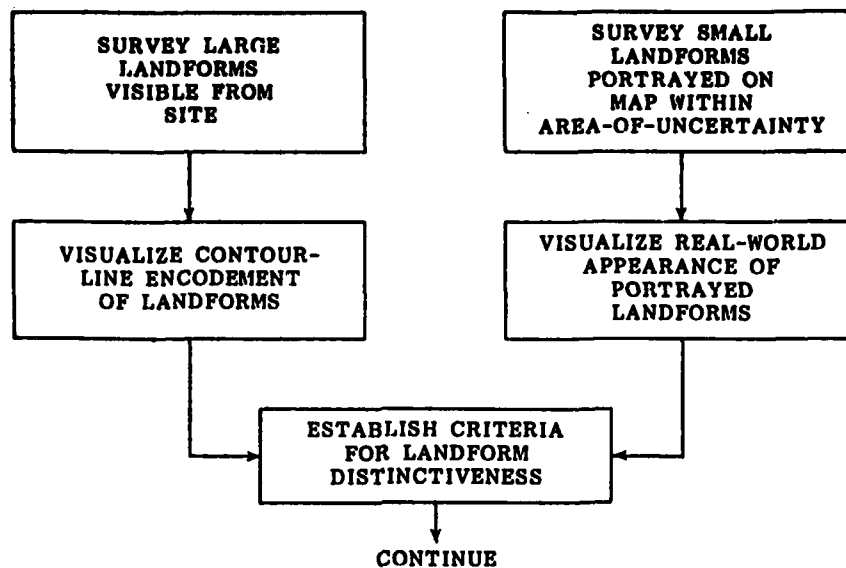 SURVEY LARGE
LANDFORMS
VISIBLE FROM
SITE
SURVEY SMALL
LANDFORMS
PORTRAYED ON
MAP WITHIN
AREA-OF-UNCERTAINTY
VISUALIZE CONTOUR-
LINE ENCODEMENT
OF LANDFORMS
VISUALIZE REAL-WORLD
APPEARANCE OF
PORTRAYED
LANDFORMS
ESTABLISH CRITERIA
FOR LANDFORM
DISTINCTIVENESS
CONTINUE